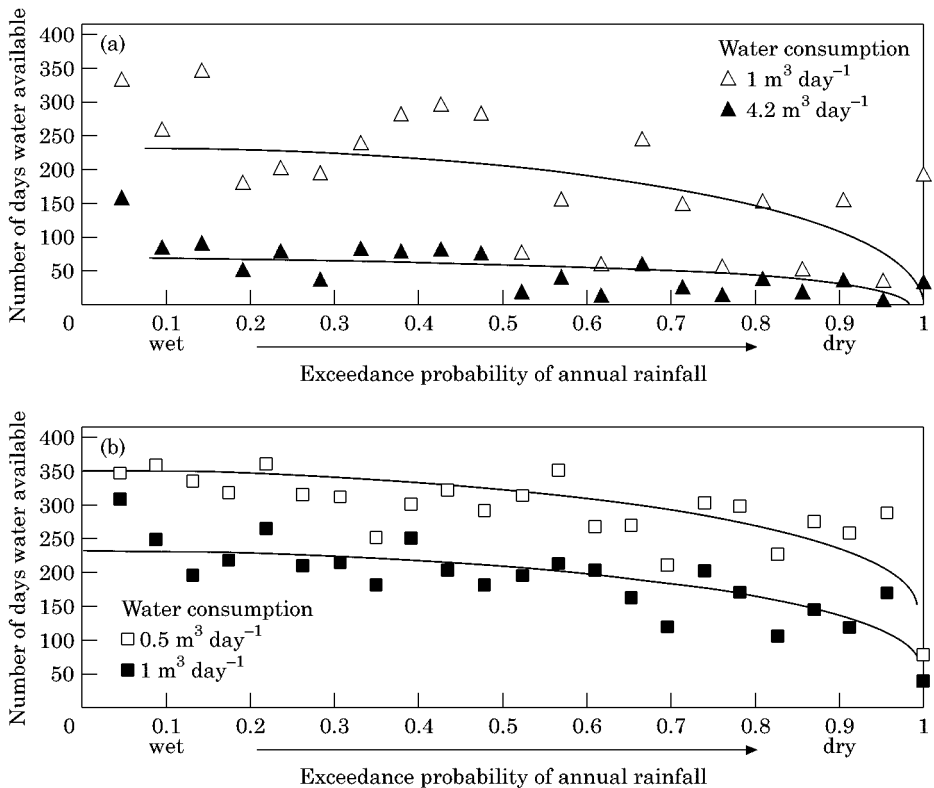 (a)
Number of days water available
400
350
300
250
200
150
100
50
0
Water consumption
1 m³ day⁻¹
4.2 m³ day⁻¹
0.1 0.2 0.3 0.4 0.5 0.6 0.7 0.8 0.9 1
wet dry
Exceedance probability of annual rainfall
(b)
Number of days water available
400
350
300
250
200
150
100
50
0
Water consumption
0.5 m³ day⁻¹
1 m³ day⁻¹
0.1 0.2 0.3 0.4 0.5 0.6 0.7 0.8 0.9 1
wet dry
Exceedance probability of annual rainfall